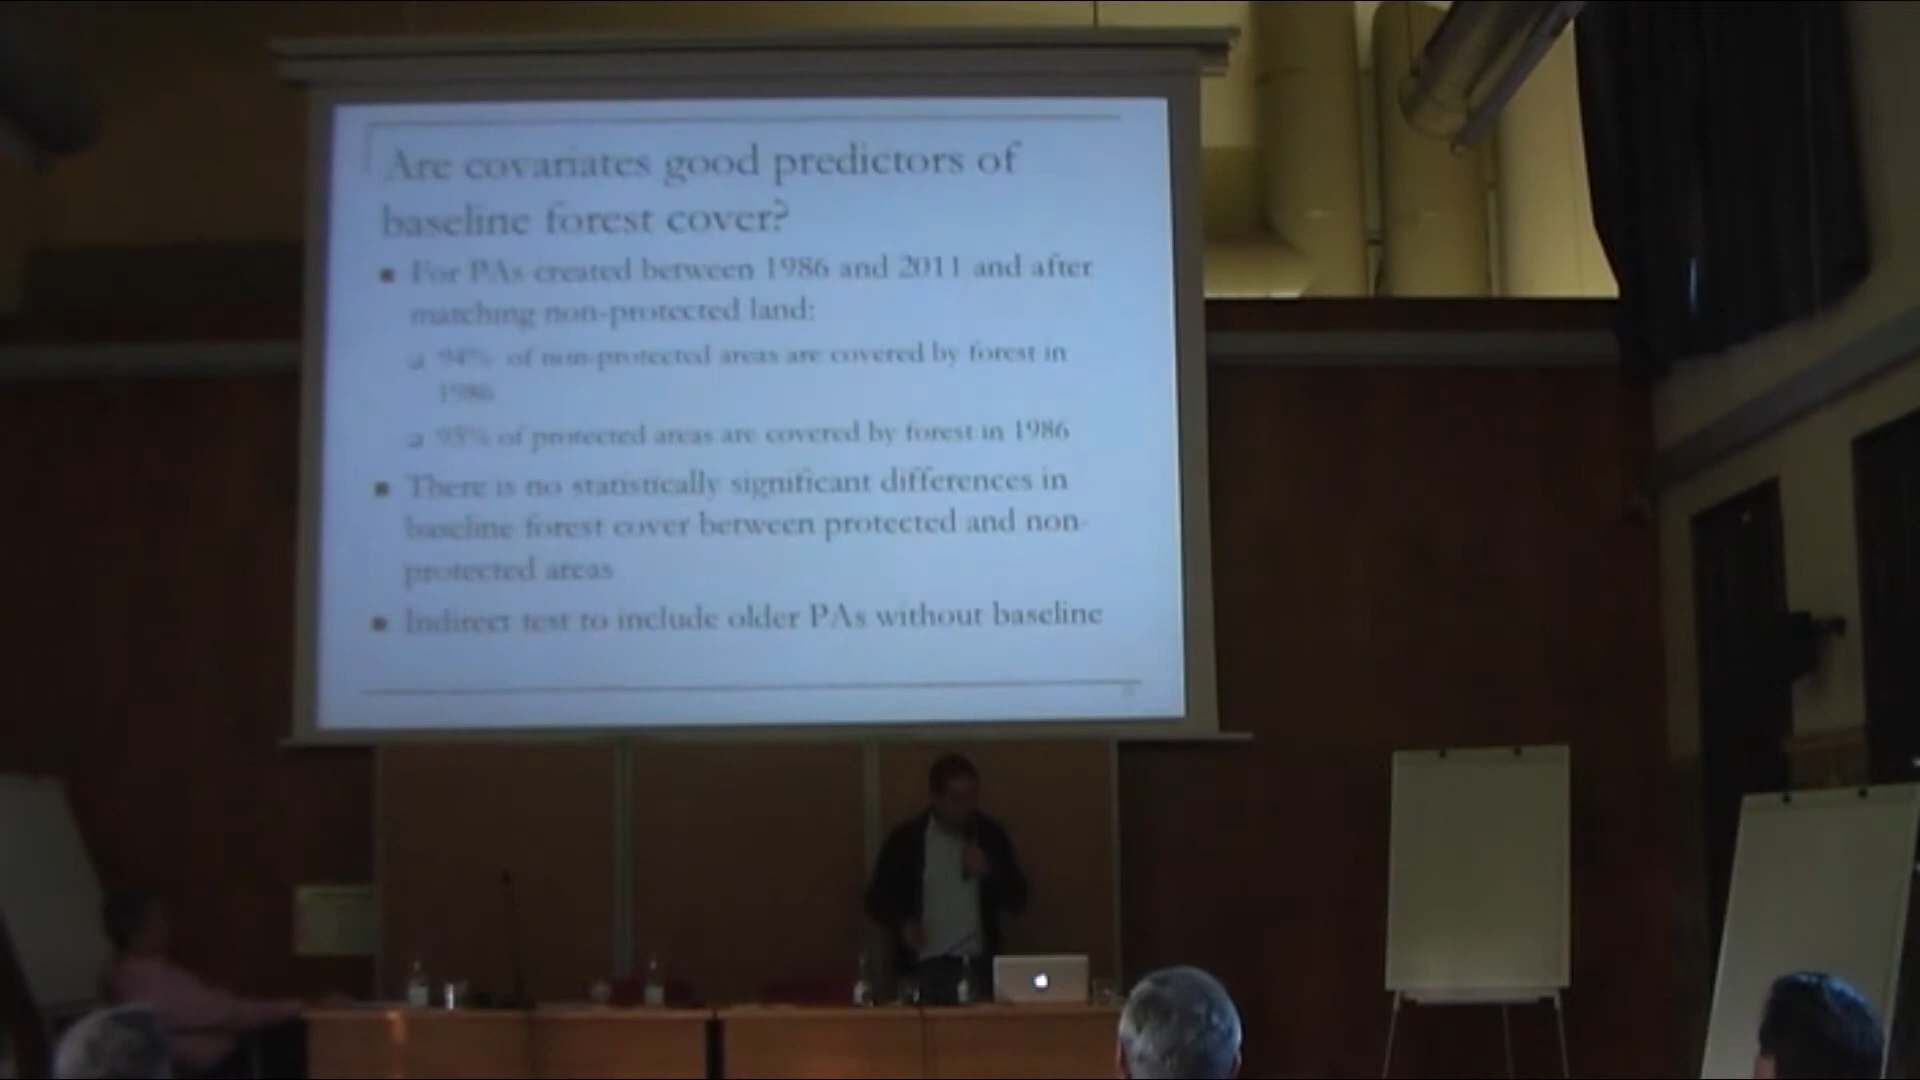 Are covariates good predictors of
baseline forest cover?
For PAs created between 1986 and 2011 and after
matching non-protected land:
94% of non-protected areas are covered by forest in
1986
95% of protected areas are covered by forest in 1986
There is no statistically significant differences in
baseline forest cover between protected and non-
protected areas
Indirect test to include older PAs without baseline